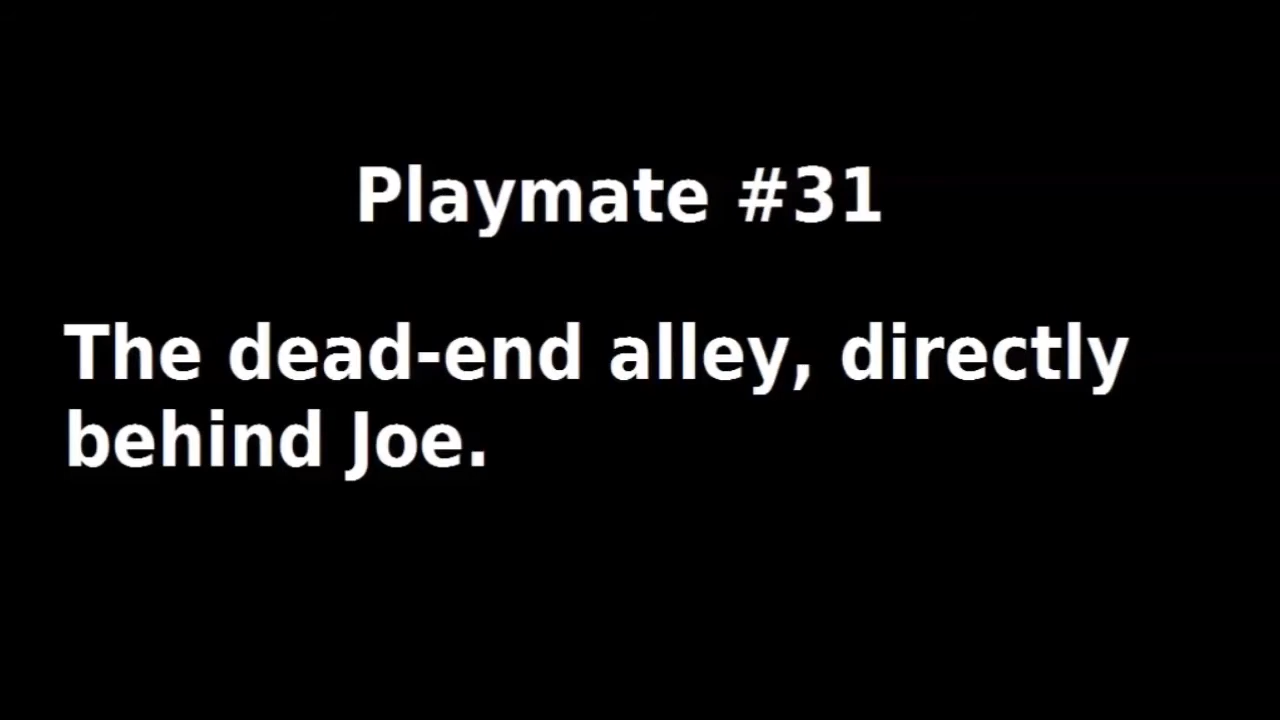 Playmate #31
The dead-end alley, directly
behind Joe.